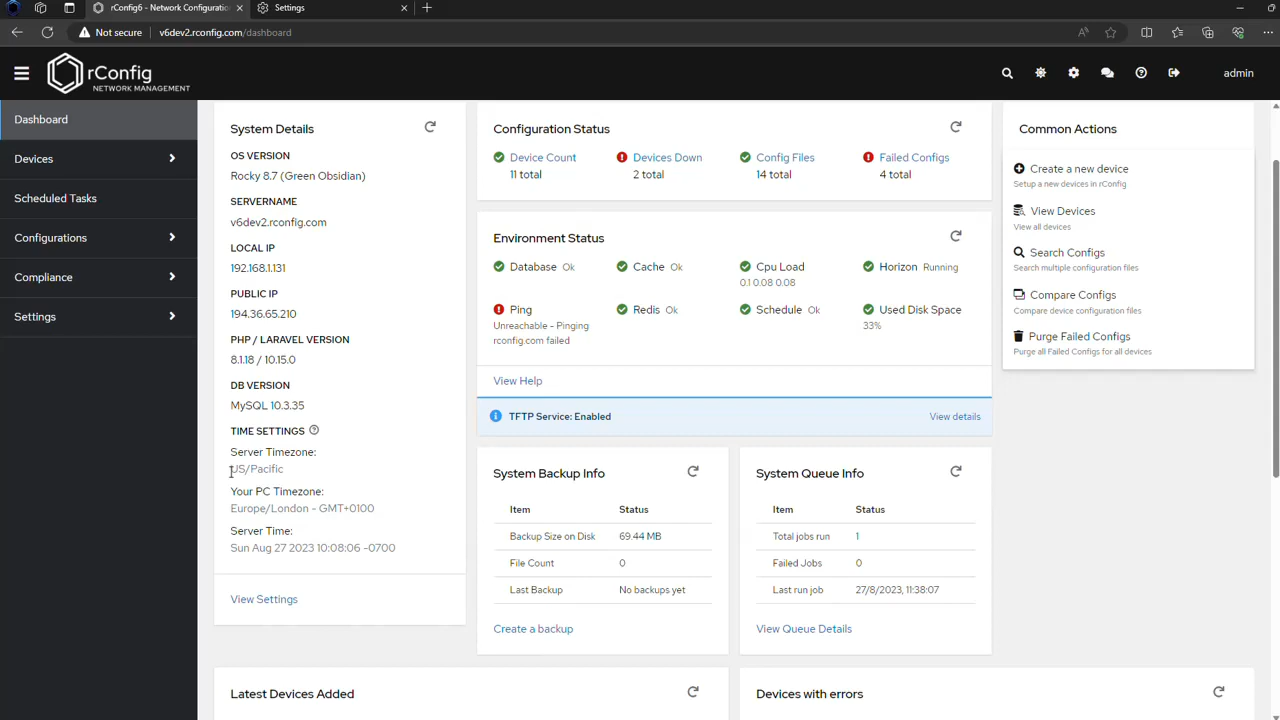 rConfig6 - Network Configuratio
Settings
Not secure
v6dev2.rconfig.com/dashboard
rConfig
NETWORK MANAGEMENT
admin
Dashboard
Devices
Scheduled Tasks
Configurations
Compliance
Settings
System Details
OS VERSION
Rocky 8.7 (Green Obsidian)
SERVERNAME
v6dev2.rconfig.com
LOCAL IP
192.168.1.131
PUBLIC IP
194.36.65.210
PHP / LARAVEL VERSION
8.1.18 / 10.15.0
DB VERSION
MySQL 10.3.35
TIME SETTINGS
Server Timezone:
US/Pacific
Your PC Timezone:
Europe/London - GMT+0100
Server Time:
Sun Aug 27 2023 10:08:06 -0700
View Settings
Configuration Status
Device Count
11 total
Devices Down
2 total
Config Files
14 total
Failed Configs
4 total
Environment Status
Database Ok
Cache Ok
Cpu Load
0.1 0.08 0.08
Horizon Running
Ping
Unreachable - Pinging
rconfig.com failed
Redis Ok
Schedule Ok
Used Disk Space
33%
View Help
TFTP Service: Enabled
View details
System Backup Info
Item Status
Backup Size on Disk 69.44 MB
File Count 0
Last Backup No backups yet
Create a backup
System Queue Info
Item Status
Total jobs run 1
Failed Jobs 0
Last run job 27/8/2023, 11:38:07
View Queue Details
Common Actions
Create a new device
Setup a new devices in rConfig
View Devices
View all devices
Search Configs
Search multiple configuration files
Compare Configs
Compare device configuration files
Purge Failed Configs
Purge all Failed Configs for all devices
Latest Devices Added
Devices with errors